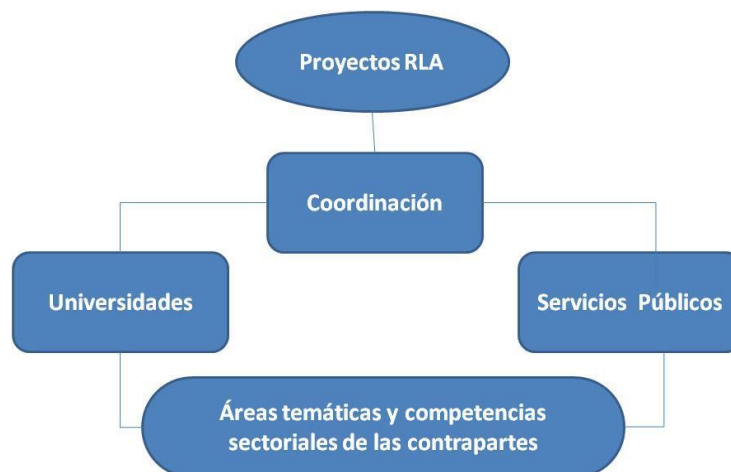 Proyectos RLA
Coordinación
Universidades
Servicios Públicos
Áreas temáticas y competencias
sectoriales de las contrapartes